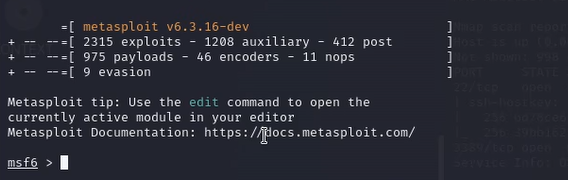 =[ metasploit v6.3.16-dev ]
+ -- --=[ 2315 exploits - 1208 auxiliary - 412 post ]
+ -- --=[ 975 payloads - 46 encoders - 11 nops ]
+ -- --=[ 9 evasion ]
Metasploit tip: Use the edit command to open the
currently active module in your editor
Metasploit Documentation: https://docs.metasploit.com/
msf6 >